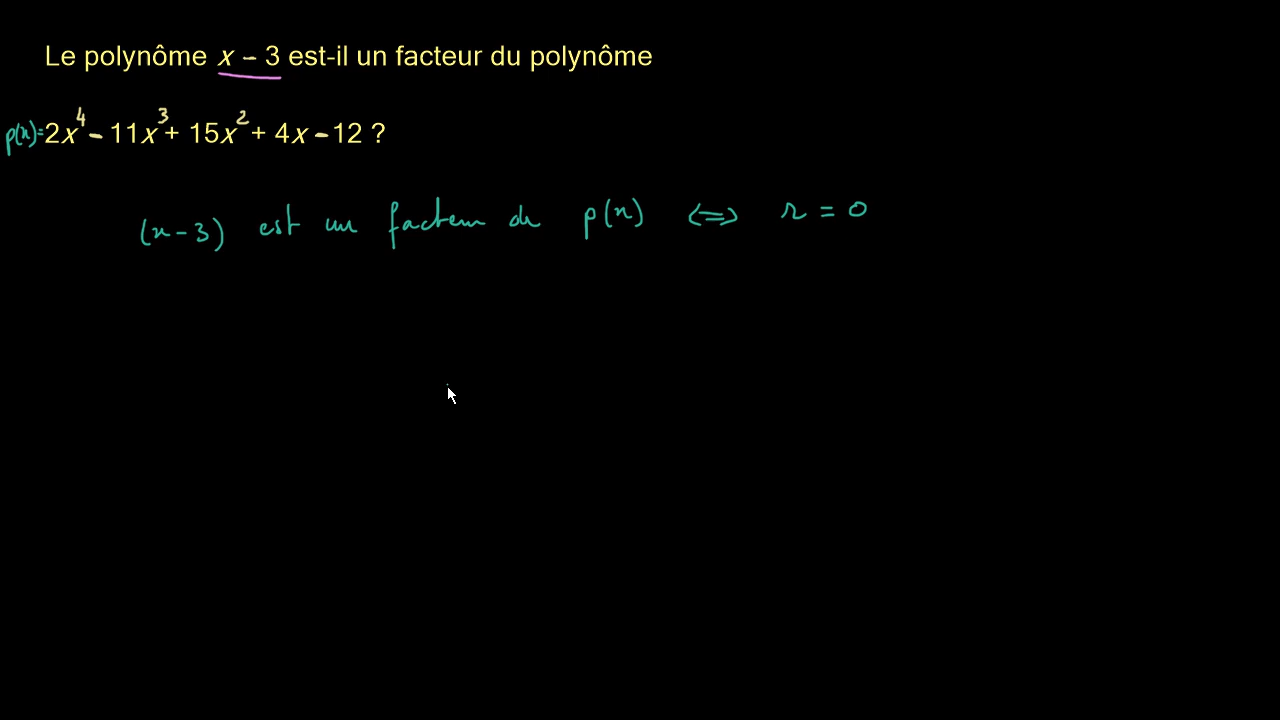 Le polynôme x – 3 est-il un facteur du polynôme
p(x)=2x⁴ – 11x³ + 15x² + 4x – 12 ?
(x-3) est un facteur de p(x) <=> r = 0